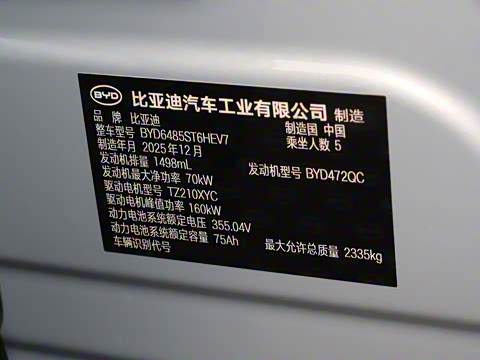 BYD 比亚迪汽车工业有限公司 制造
品 牌 比亚迪 制造国 中国
整车型号 BYD6485ST6HEV7 乘坐人数 5
制造年月 2025年12月
发动机排量 1498mL 发动机型号 BYD472QC
发动机最大净功率 70kW
驱动电机型号 TZ210XYC
驱动电机峰值功率 160kW
动力电池系统额定电压 355.04V
动力电池系统额定容量 75Ah 最大允许总质量 2335kg
车辆识别代号